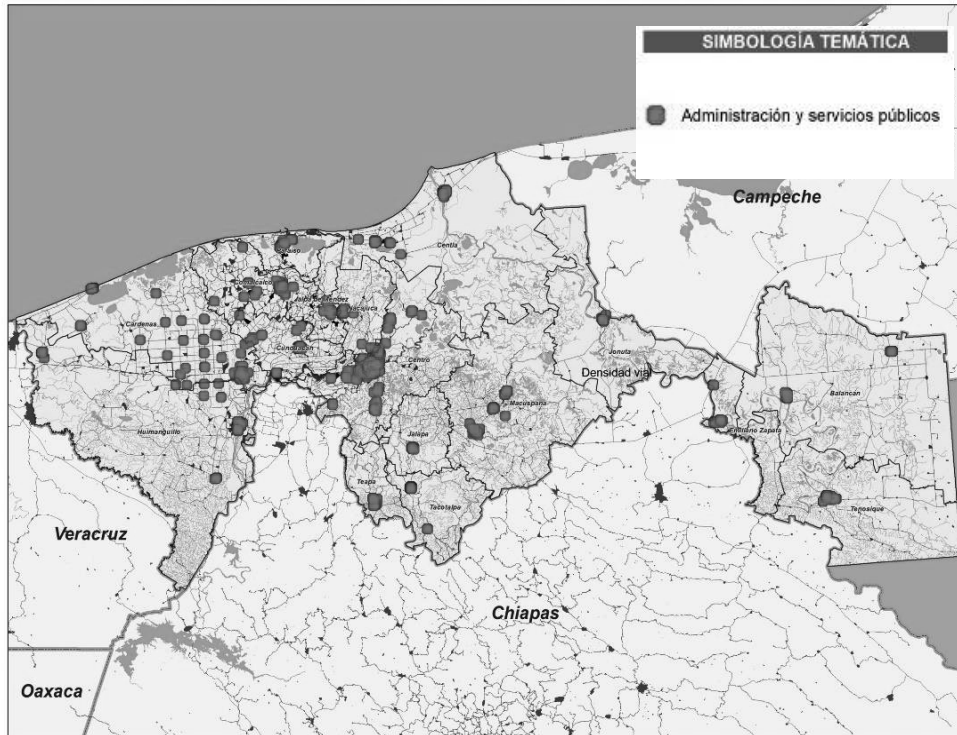 SIMBOLOGÍA TEMÁTICA
Administración y servicios públicos
Campeche
Centla
Paraíso
Comalcalco
Jalpa de Méndez
Nacajuca
Cárdenas
Cunduacán
Centro
Jonuta
Densidad vial
Macuspana
Balancán
Emiliano Zapata
Huimanguillo
Jalapa
Teapa
Tacotalpa
Tenosique
Veracruz
Chiapas
Oaxaca